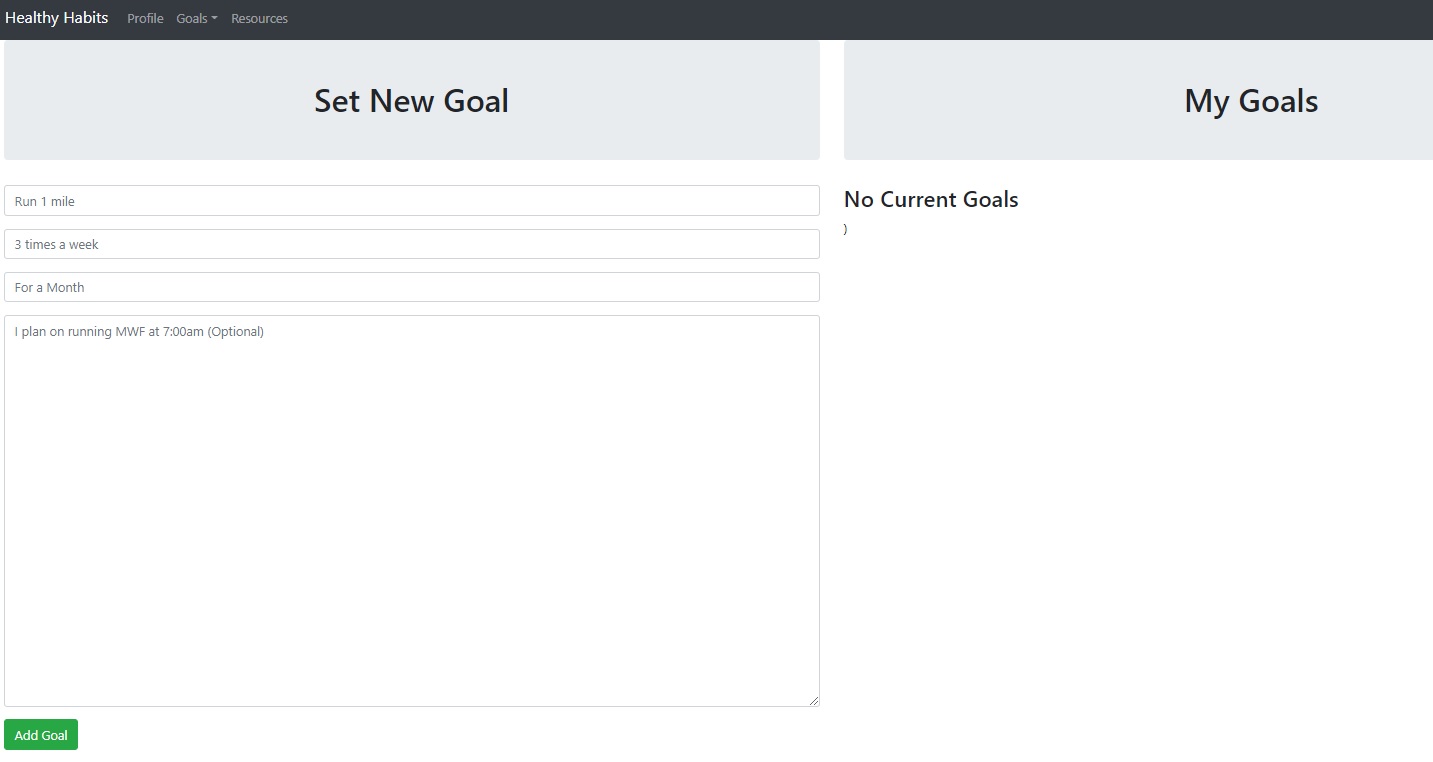 Healthy Habits Profile Goals Resources
Set New Goal
Run 1 mile
3 times a week
For a Month
I plan on running MWF at 7:00am (Optional)
Add Goal
My Goals
No Current Goals
)